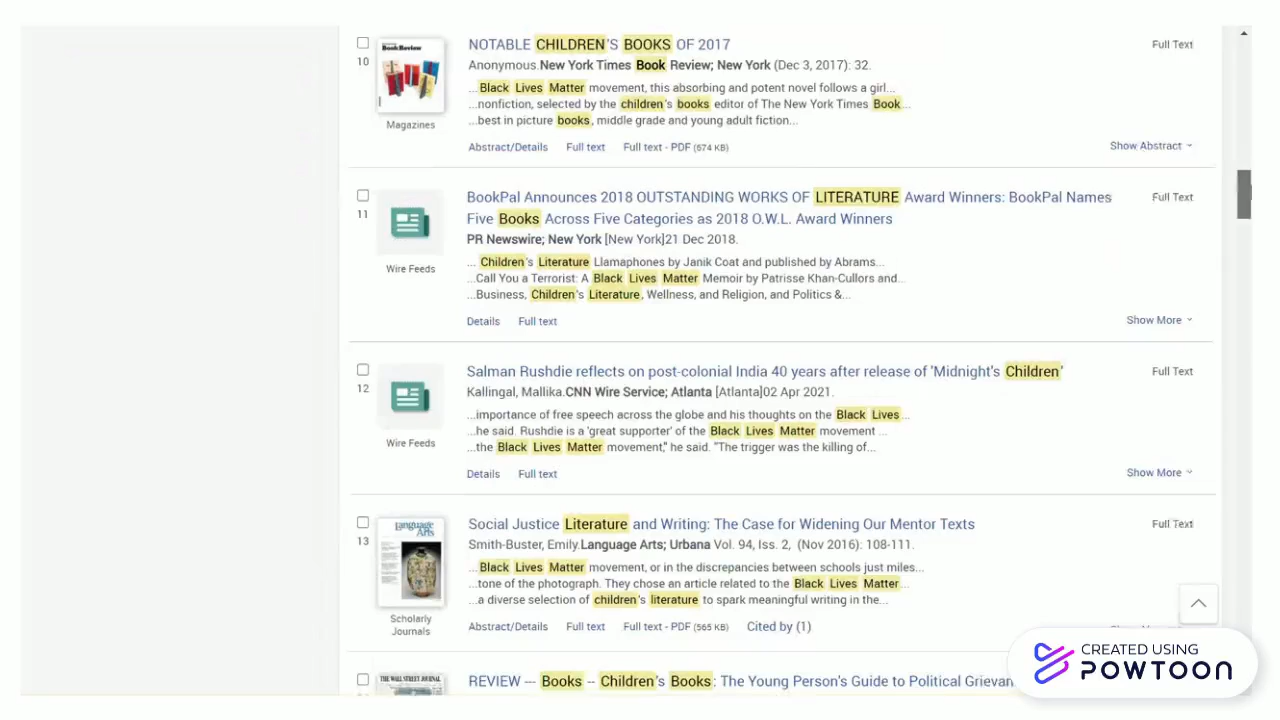 10
Book Review
Magazines
NOTABLE CHILDREN'S BOOKS OF 2017
Full Text
Anonymous.New York Times Book Review; New York (Dec 3, 2017): 32.
...Black Lives Matter movement, this absorbing and potent novel follows a girl...
...nonfiction, selected by the children's books editor of The New York Times Book...
...best in picture books, middle grade and young adult fiction...
Abstract/Details Full text Full text - PDF (674 KB)
Show Abstract
11
Wire Feeds
BookPal Announces 2018 OUTSTANDING WORKS OF LITERATURE Award Winners: BookPal Names
Five Books Across Five Categories as 2018 O.W.L. Award Winners
Full Text
PR Newswire; New York [New York]21 Dec 2018.
... Children's Literature Llamaphones by Janik Coat and published by Abrams...
...Call You a Terrorist: A Black Lives Matter Memoir by Patrisse Khan-Cullors and...
...Business, Children's Literature, Wellness, and Religion, and Politics &...
Details Full text
Show More
12
Wire Feeds
Salman Rushdie reflects on post-colonial India 40 years after release of 'Midnight's Children'
Full Text
Kallingal, Mallika.CNN Wire Service; Atlanta [Atlanta]02 Apr 2021.
...importance of free speech across the globe and his thoughts on the Black Lives...
...he said. Rushdie is a 'great supporter' of the Black Lives Matter movement ...
...the Black Lives Matter movement," he said. "The trigger was the killing of...
Details Full text
Show More
13
Language Arts
Scholarly
Journals
Social Justice Literature and Writing: The Case for Widening Our Mentor Texts
Full Text
Smith-Buster, Emily.Language Arts; Urbana Vol. 94, Iss. 2, (Nov 2016): 108-111.
...Black Lives Matter movement, or in the discrepancies between schools just miles...
...tone of the photograph. They chose an article related to the Black Lives Matter...
...a diverse selection of children's literature to spark meaningful writing in the...
Abstract/Details Full text Full text - PDF (565 KB) Cited by (1)
THE WALL STREET JOURNAL
REVIEW --- Books -- Children's Books: The Young Person's Guide to Political
CREATED USING
POWTOON